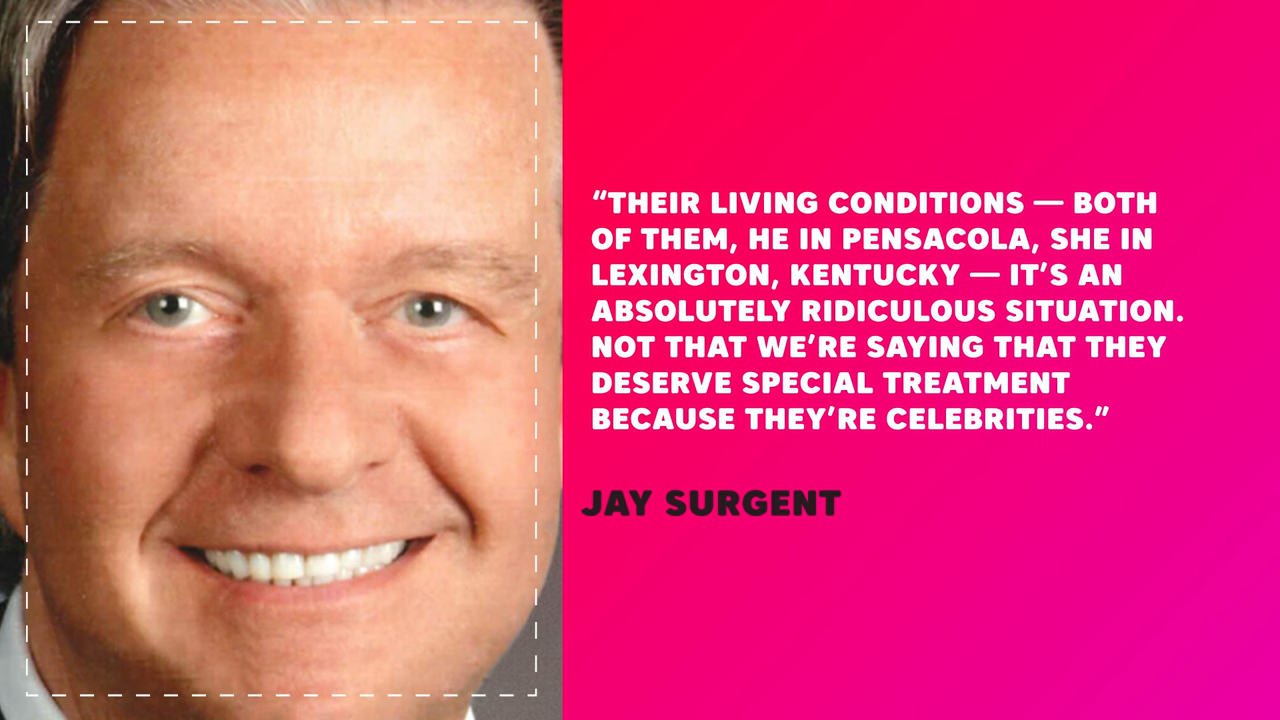 “THEIR LIVING CONDITIONS — BOTH
OF THEM, HE IN PENSACOLA, SHE IN
LEXINGTON, KENTUCKY — IT’S AN
ABSOLUTELY RIDICULOUS SITUATION.
NOT THAT WE’RE SAYING THAT THEY
DESERVE SPECIAL TREATMENT
BECAUSE THEY’RE CELEBRITIES.”
JAY SURGENT